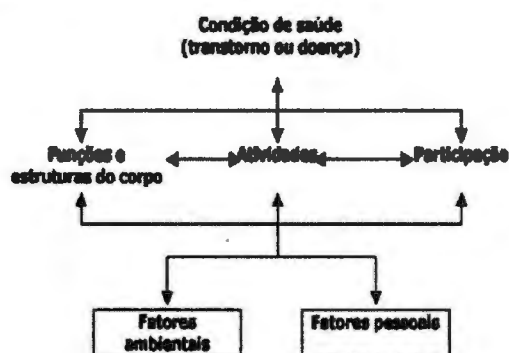 Condição de saúde
(transtorno ou doença)
Funções e
estruturas do corpo
Atividades
Participação
Fatores
ambientais
Fatores pessoais